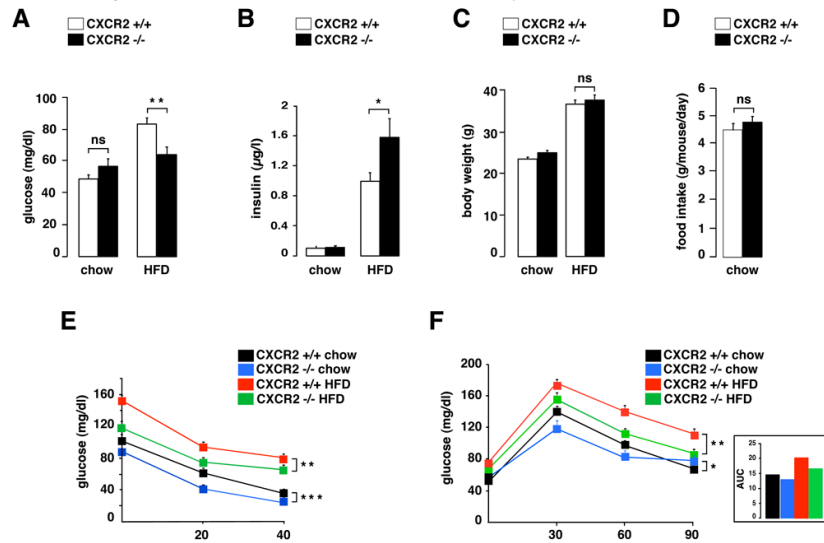 A
CXCR2 +/+
CXCR2 -/-
glucose (mg/dl)
100
80
60
40
20
0
ns
**
chow HFD
B
CXCR2 +/+
CXCR2 -/-
insulin (µg/l)
2
1.6
1.2
0.8
0.4
0
*
chow HFD
C
CXCR2 +/+
CXCR2 -/-
body weight (g)
40
30
20
10
0
ns
chow HFD
D
CXCR2 +/+
CXCR2 -/-
food intake (g/mouse/day)
6
5
4
3
2
1
0
ns
chow
E
CXCR2 +/+ chow
CXCR2 -/- chow
CXCR2 +/+ HFD
CXCR2 -/- HFD
glucose (mg/dl)
160
120
80
40
0
**
***
20 40
F
CXCR2 +/+ chow
CXCR2 -/- chow
CXCR2 +/+ HFD
CXCR2 -/- HFD
glucose (mg/dl)
200
160
120
80
40
0
**
*
30 60 90
AUC
25
20
15
10
5
0